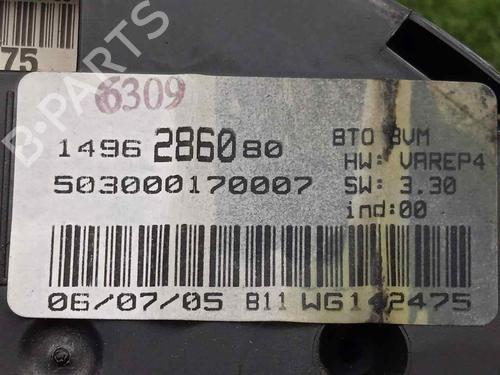 75
6309
1496 28600 80
BTO BVM
HW: VAREP4
503000170007
SW: 3.30
ind:00
06/07/05 B11 WG142475
B-PARTS